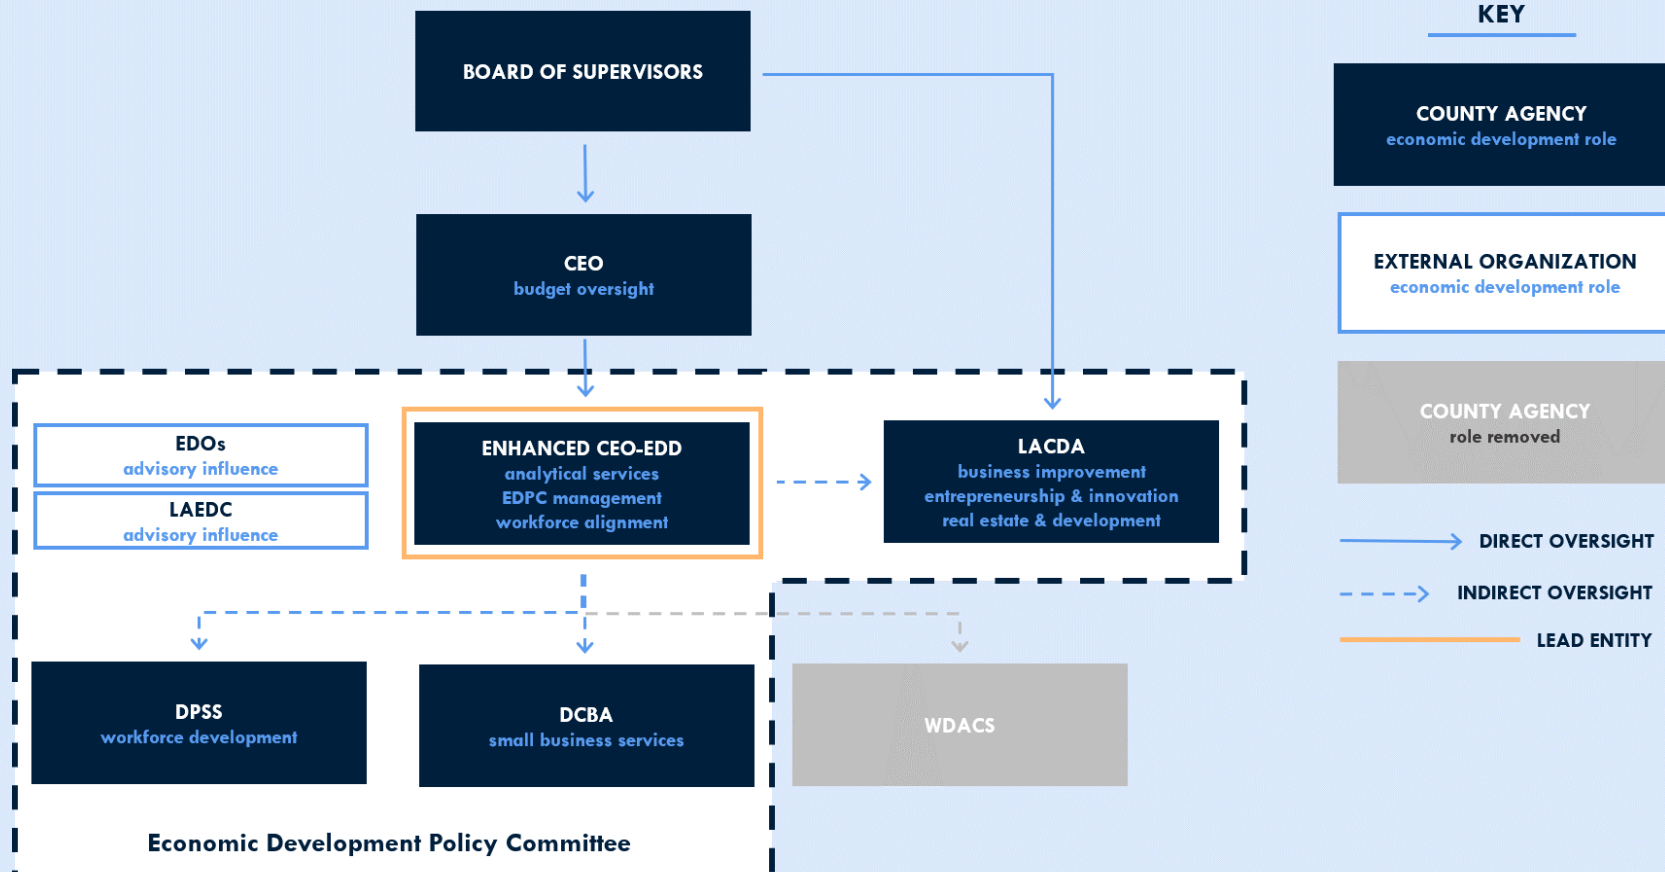 BOARD OF SUPERVISORS
CEO
budget oversight
EDOs
advisory influence
LAEDC
advisory influence
ENHANCED CEO-EDD
analytical services
EDPC management
workforce alignment
LACDA
business improvement
entrepreneurship & innovation
real estate & development
DPSS
workforce development
DCBA
small business services
WDACS
Economic Development Policy Committee
KEY
COUNTY AGENCY
economic development role
EXTERNAL ORGANIZATION
economic development role
COUNTY AGENCY
role removed
DIRECT OVERSIGHT
INDIRECT OVERSIGHT
LEAD ENTITY